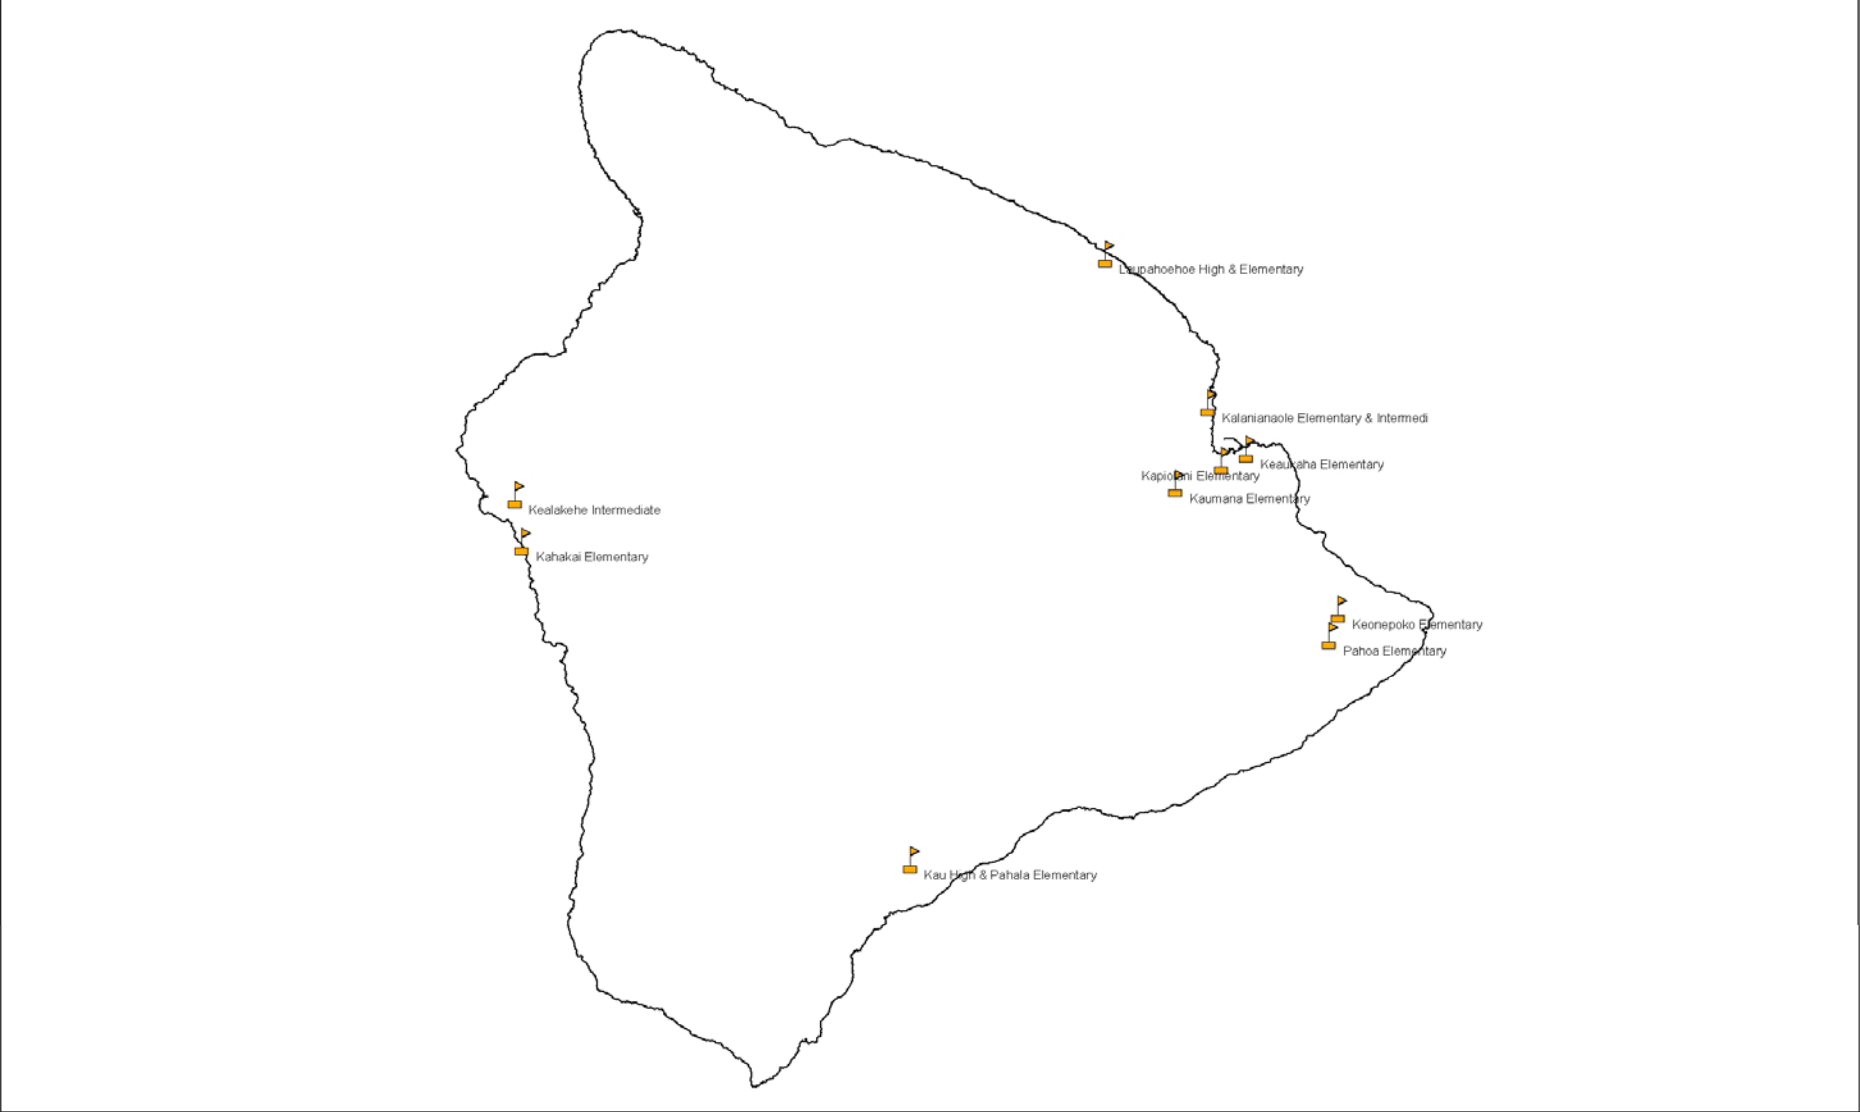 Laupahoehoe High & Elementary
Kalanianaole Elementary & Intermedi
Keaukaha Elementary
Kapiolani Elementary
Kaumana Elementary
Kealakehe Intermediate
Kahakai Elementary
Keonepoko Elementary
Pahoa Elementary
Kau High & Pahala Elementary